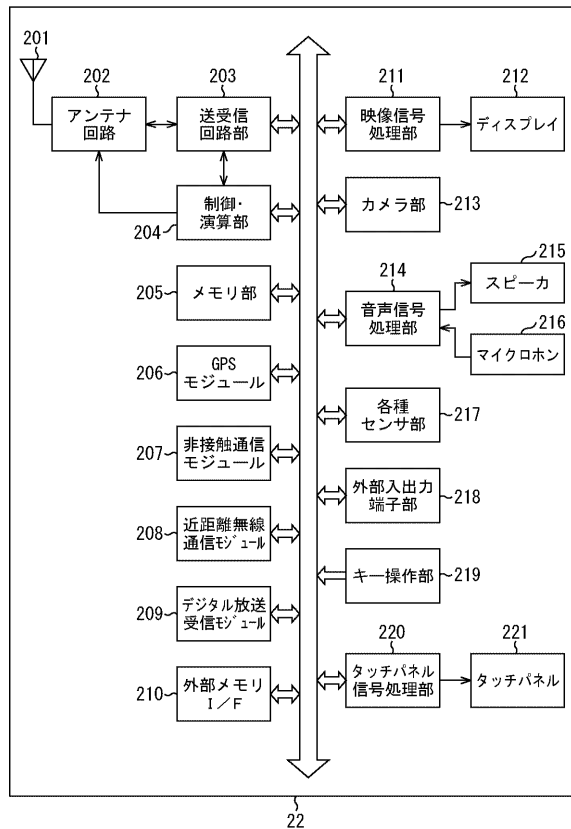 201
202
アンテナ
回路
203
送受信
回路部
制御・
演算部
204
205
メモリ部
206
GPS
モジュール
207
非接触通信
モジュール
208
近距離無線
通信ﾓｼﾞｭｰﾙ
209
デジタル放送
受信ﾓｼﾞｭｰﾙ
210
外部メモリ
I／F
211
映像信号
処理部
212
ディスプレイ
カメラ部
213
214
音声信号
処理部
215
スピーカ
216
マイクロホン
各種
センサ部
217
外部入出力
端子部
218
キー操作部
219
220
タッチパネル
信号処理部
221
タッチパネル
22